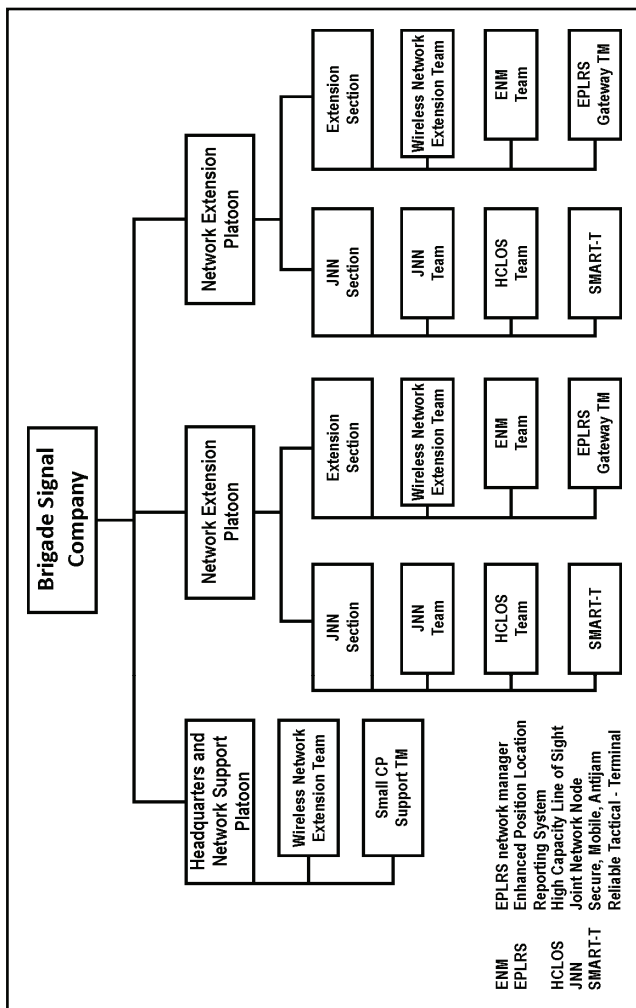 Brigade Signal
Company
Headquarters and
Network Support
Platoon
Wireless Network
Extension Team
Small CP
Support TM
Network Extension
Platoon
JNN
Section
JNN
Team
HCLOS
Team
SMART-T
Extension
Section
Wireless Network
Extension Team
ENM
Team
EPLRS
Gateway TM
Network Extension
Platoon
JNN
Section
JNN
Team
HCLOS
Team
SMART-T
Extension
Section
Wireless Network
Extension Team
ENM
Team
EPLRS
Gateway TM
ENM EPLRS network manager
EPLRS Enhanced Position Location
Reporting System
HCLOS High Capacity Line of Sight
JNN Joint Network Node
SMART-T Secure, Mobile, Antijam
Reliable Tactical - Terminal